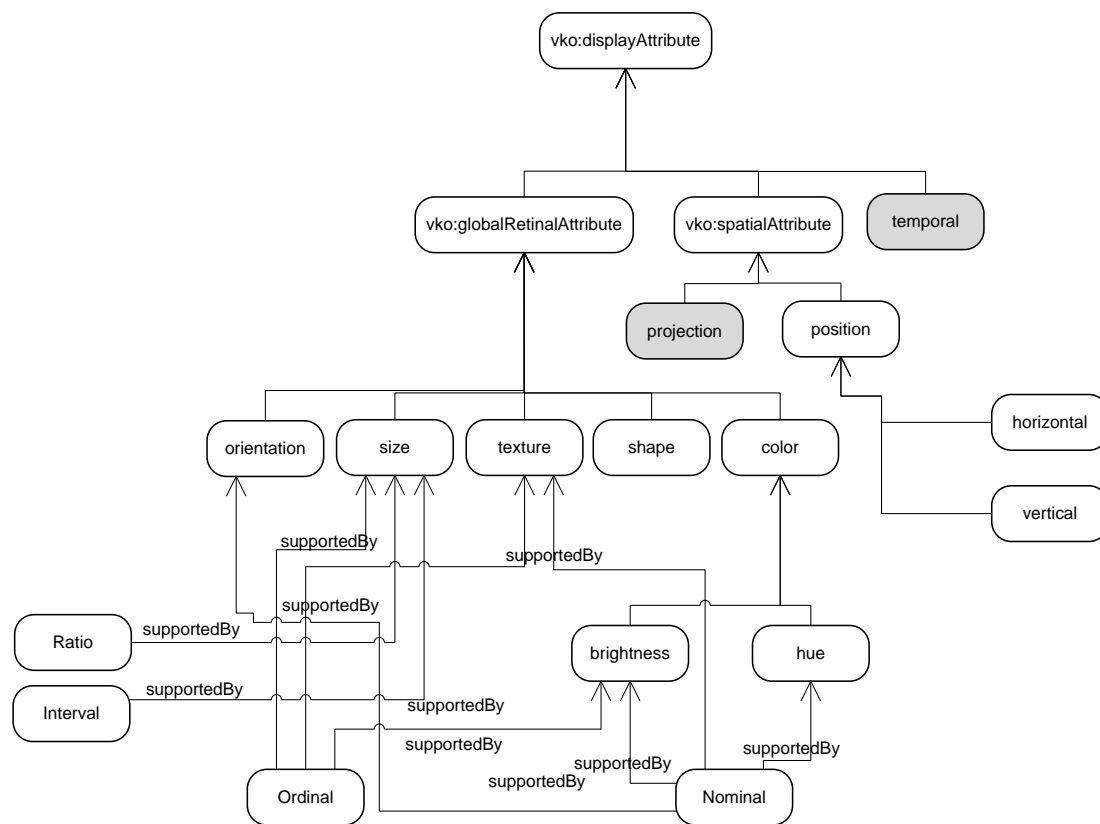 vko:displayAttribute
vko:globalRetinalAttribute
vko:spatialAttribute
temporal
projection
position
horizontal
orientation
size
texture
shape
color
vertical
supportedBy
supportedBy
supportedBy
supportedBy
Ratio
brightness
hue
supportedBy
supportedBy
Interval
supportedBy
supportedBy
supportedBy
supportedBy
Ordinal
Nominal